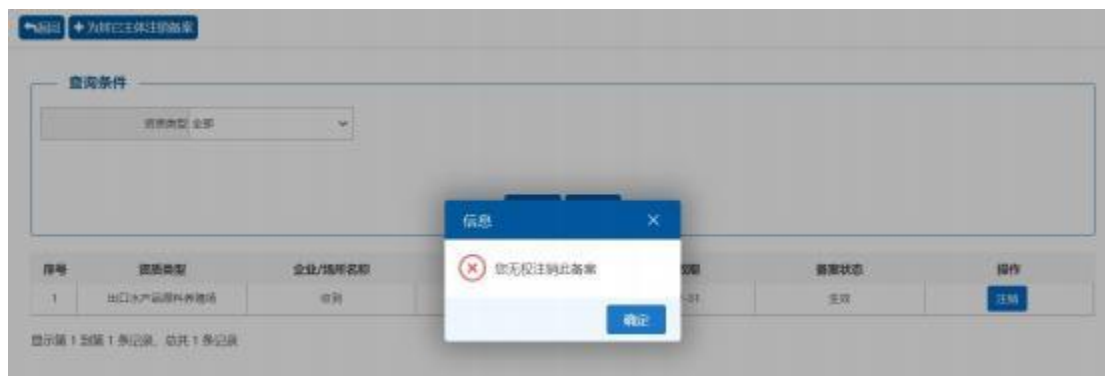 返回 + 为其它主体注销备案
查询条件
资质类型 全部
信息 ×
您无权注销此备案
确定
序号 资质类型 企业/场所名称 备案状态 操作
1 出口水产品原料养殖场 -01 生效 注销
显示第 1 到第 1 条记录，总共 1 条记录